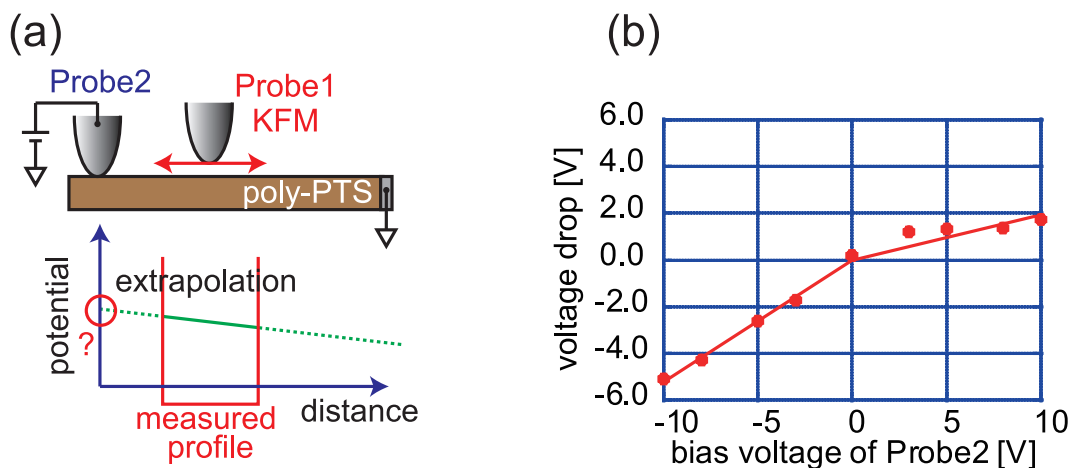 (a)
Probe2
Probe1
KFM
poly-PTS
potential
extrapolation
?
distance
measured
profile
(b)
voltage drop [V]
6.0
4.0
2.0
0.0
-2.0
-4.0
-6.0
-10
-5
0
5
10
bias voltage of Probe2 [V]